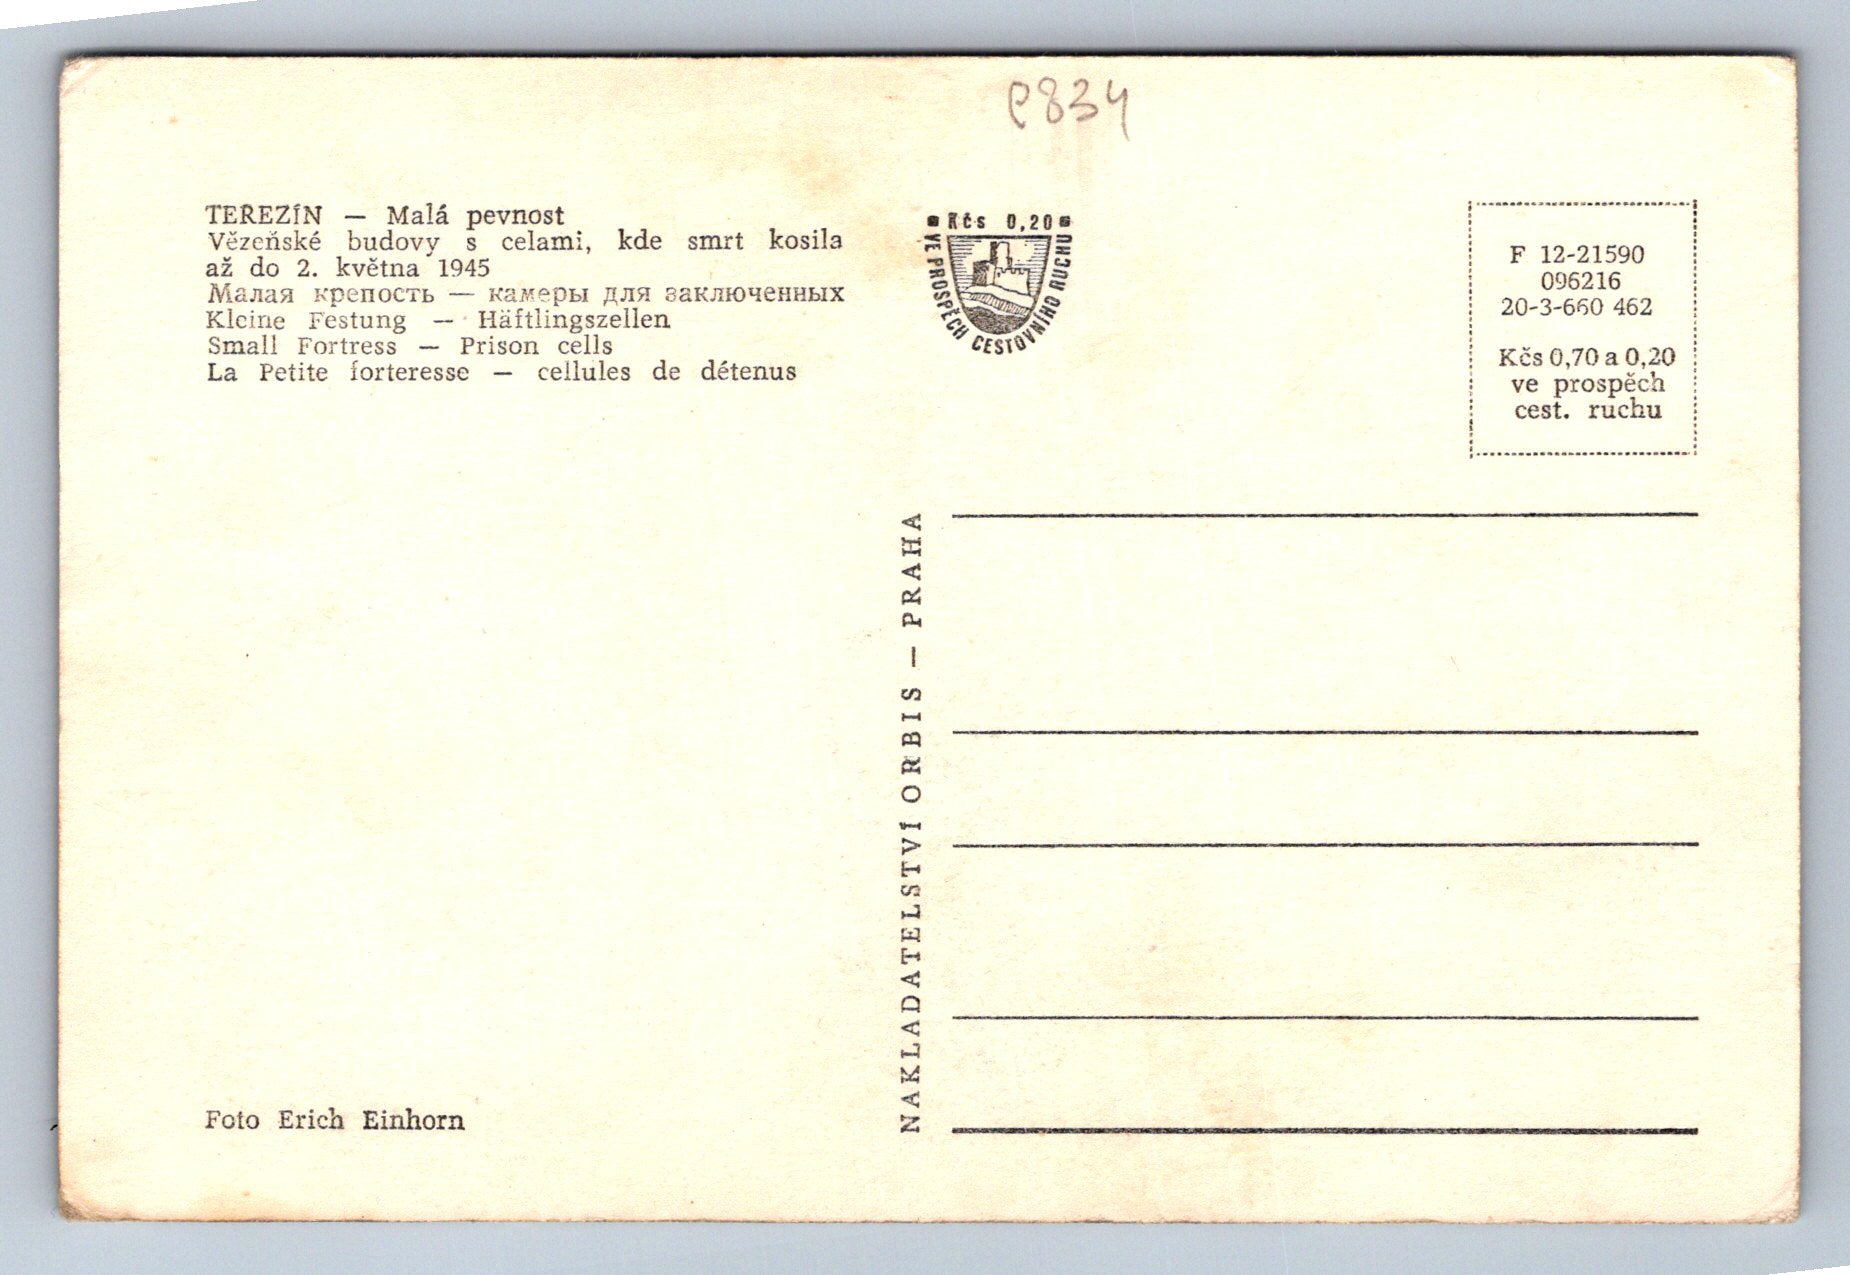 e834
TEREZÍN — Malá pevnost
Vězeňské budovy s celami, kde smrt kosila
až do 2. května 1945
Малая крепость — камеры для заключенных
Kleine Festung — Häftlingszellen
Small Fortress — Prison cells
La Petite forteresse — cellules de détenus
Foto Erich Einhorn
NAKLADATELSTVÍ ORBIS — PRAHA
Kčs 0,20
VE PROSPĚCH CESTOVNÍHO RUCHU
F 12-21590
096216
20-3-660 462
Kčs 0,70 a 0,20
ve prospěch
cest. ruchu